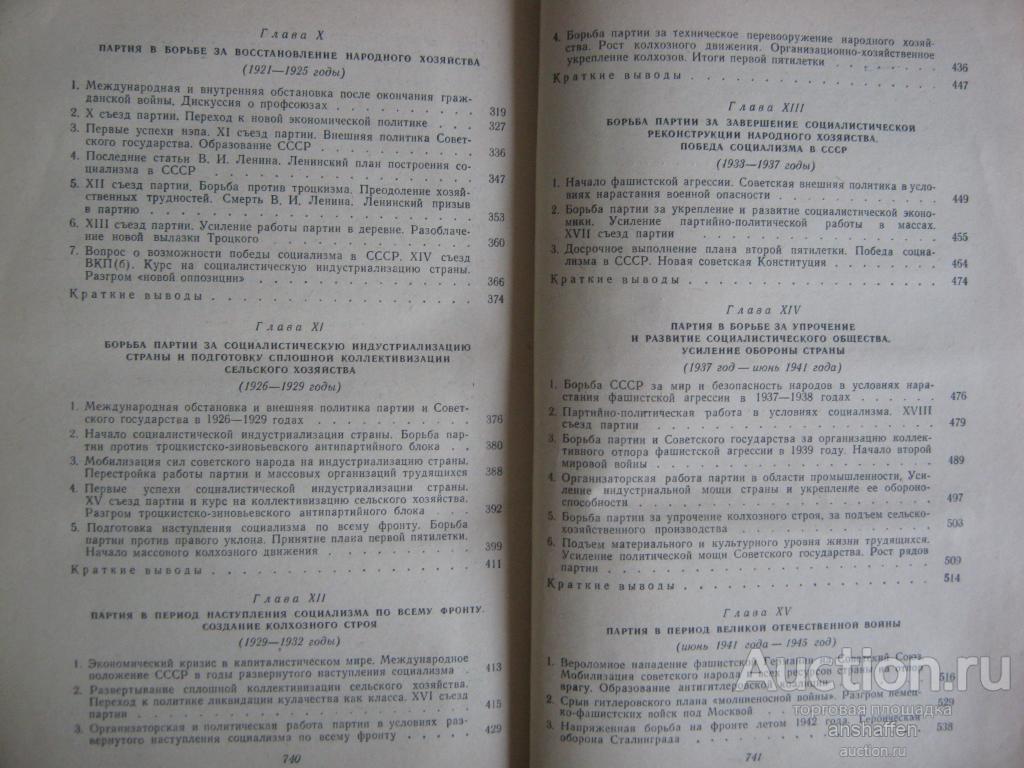 Глава X
ПАРТИЯ В БОРЬБЕ ЗА ВОССТАНОВЛЕНИЕ НАРОДНОГО ХОЗЯЙСТВА
(1921—1925 годы)
1. Международная и внутренняя обстановка после окончания граж-
данской войны. Дискуссия о профсоюзах . . . 319
2. X съезд партии. Переход к новой экономической политике . . . 327
3. Первые успехи нэпа. XI съезд партии. Внешняя политика Совет-
ского государства. Образование СССР . . . 336
4. Последние статьи В. И. Ленина. Ленинский план построения со-
циализма в СССР . . . 347
5. XII съезд партии. Борьба против троцкизма. Преодоление хозяй-
ственных трудностей. Смерть В. И. Ленина. Ленинский призыв
в партию . . . 353
6. XIII съезд партии. Усиление работы партии в деревне. Разоблаче-
ние новой вылазки Троцкого . . . 360
7. Вопрос о возможности победы социализма в СССР. XIV съезд
ВКП(б). Курс на социалистическую индустриализацию страны.
Разгром «новой оппозиции» . . . 366
Краткие выводы . . . 374
Глава XI
БОРЬБА ПАРТИИ ЗА СОЦИАЛИСТИЧЕСКУЮ ИНДУСТРИАЛИЗАЦИЮ
СТРАНЫ И ПОДГОТОВКУ СПЛОШНОЙ КОЛЛЕКТИВИЗАЦИИ
СЕЛЬСКОГО ХОЗЯЙСТВА
(1926—1929 годы)
1. Международная обстановка и внешняя политика партии и Совет-
ского государства в 1926—1929 годах . . . 376
2. Начало социалистической индустриализации страны. Борьба пар-
тии против троцкистско-зиновьевского антипартийного блока . . 380
3. Мобилизация сил советского народа на индустриализацию страны.
Перестройка работы партии и массовых организаций трудящихся 388
4. Первые успехи социалистической индустриализации страны.
XV съезд партии и курс на коллективизацию сельского хозяйства.
Разгром троцкистско-зиновьевского антипартийного блока . . . 392
5. Подготовка наступления социализма по всему фронту. Борьба
партии против правого уклона. Принятие плана первой пятилетки.
Начало массового колхозного движения . . . 399
Краткие выводы . . . 411
Глава XII
ПАРТИЯ В ПЕРИОД НАСТУПЛЕНИЯ СОЦИАЛИЗМА ПО ВСЕМУ ФРОНТУ.
СОЗДАНИЕ КОЛХОЗНОГО СТРОЯ
(1929—1932 годы)
1. Экономический кризис в капиталистическом мире. Международное
положение СССР в годы развернутого наступления социализма . 413
2. Развертывание сплошной коллективизации сельского хозяйства.
Переход к политике ликвидации кулачества как класса. XVI съезд
партии . . . 415
3. Организаторская и политическая работа партии в условиях раз-
вернутого наступления социализма по всему фронту . . . 429
740
4. Борьба партии за техническое перевооружение народного хозяй-
ства. Рост колхозного движения. Организационно-хозяйственное
укрепление колхозов. Итоги первой пятилетки . . . 436
Краткие выводы . . . 447
Глава XIII
БОРЬБА ПАРТИИ ЗА ЗАВЕРШЕНИЕ СОЦИАЛИСТИЧЕСКОЙ
РЕКОНСТРУКЦИИ НАРОДНОГО ХОЗЯЙСТВА.
ПОБЕДА СОЦИАЛИЗМА В СССР
(1933—1937 годы)
1. Начало фашистской агрессии. Советская внешняя политика в усло-
виях нарастания военной опасности . . . 449
2. Борьба партии за укрепление и развитие социалистической эконо-
мики. Усиление партийно-политической работы в массах.
XVII съезд партии . . . 455
3. Досрочное выполнение плана второй пятилетки. Победа социа-
лизма в СССР. Новая советская Конституция . . . 464
Краткие выводы . . . 474
Глава XIV
ПАРТИЯ В БОРЬБЕ ЗА УПРОЧЕНИЕ
И РАЗВИТИЕ СОЦИАЛИСТИЧЕСКОГО ОБЩЕСТВА.
УСИЛЕНИЕ ОБОРОНЫ СТРАНЫ
(1937 год — июнь 1941 года)
1. Борьба СССР за мир и безопасность народов в условиях нара-
стания фашистской агрессии в 1937—1938 годах . . . 476
2. Партийно-политическая работа в условиях социализма. XVIII
съезд партии . . . 479
3. Борьба партии и Советского государства за организацию коллек-
тивного отпора фашистской агрессии в 1939 году. Начало второй
мировой войны . . . 489
4. Организаторская работа партии в области промышленности, Уси-
ление индустриальной мощи страны и укрепление ее обороно-
способности . . . 497
5. Борьба партии за упрочение колхозного строя, за подъем сельско-
хозяйственного производства . . . 503
6. Подъем материального и культурного уровня жизни трудящихся.
Усиление политической мощи Советского государства. Рост рядов
партии . . . 509
Краткие выводы . . . 514
Глава XV
ПАРТИЯ В ПЕРИОД ВЕЛИКОЙ ОТЕЧЕСТВЕННОЙ ВОЙНЫ
(июнь 1941 года — 1945 год)
1. Вероломное нападение фашистской Германии на Советский Союз
Мобилизация советского народа и всех ресурсов страны на отпор
врагу. Образование антигитлеровской коалиции . . . 516
2. Срыв гитлеровского плана «молниеносной войны». Разгром немец-
ко-фашистских войск под Москвой . . . 529
3. Напряженная борьба на фронте летом 1942 года. Героическая
оборона Сталинграда . . . 538
741
Auction.ru
торговая площадка
anshaffen
auction.ru